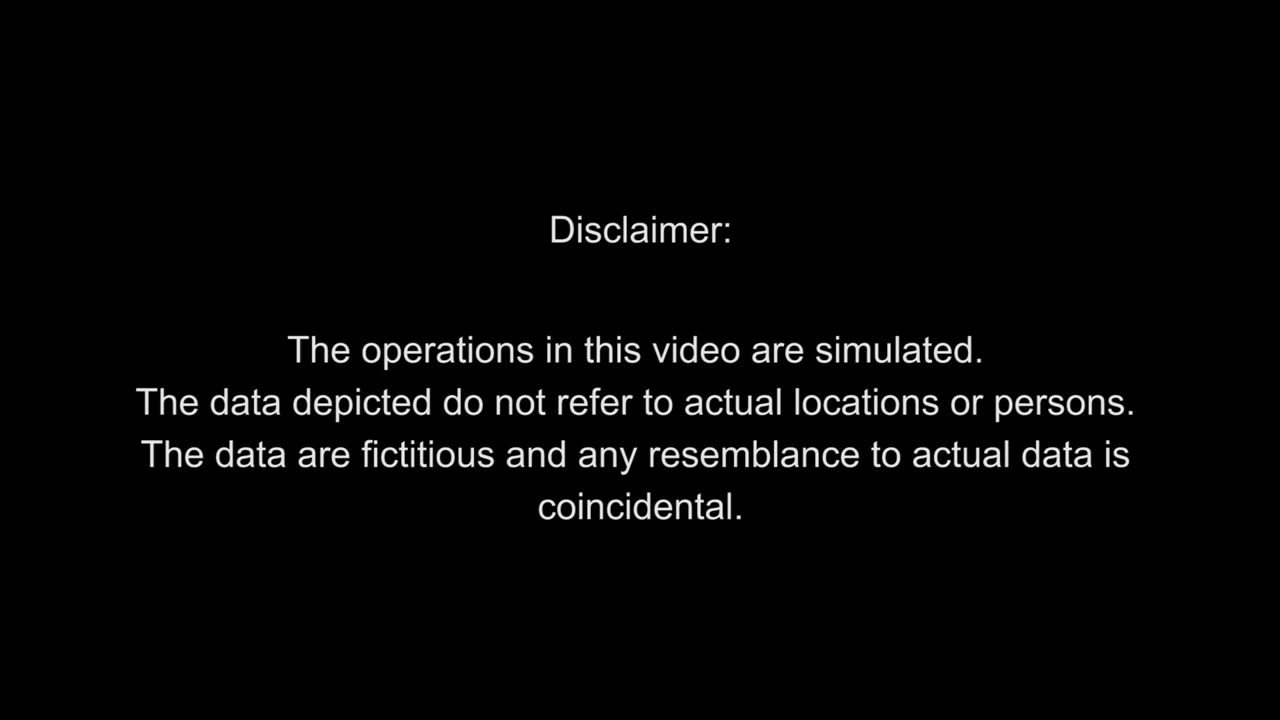 Disclaimer:
The operations in this video are simulated.
The data depicted do not refer to actual locations or persons.
The data are fictitious and any resemblance to actual data is
coincidental.